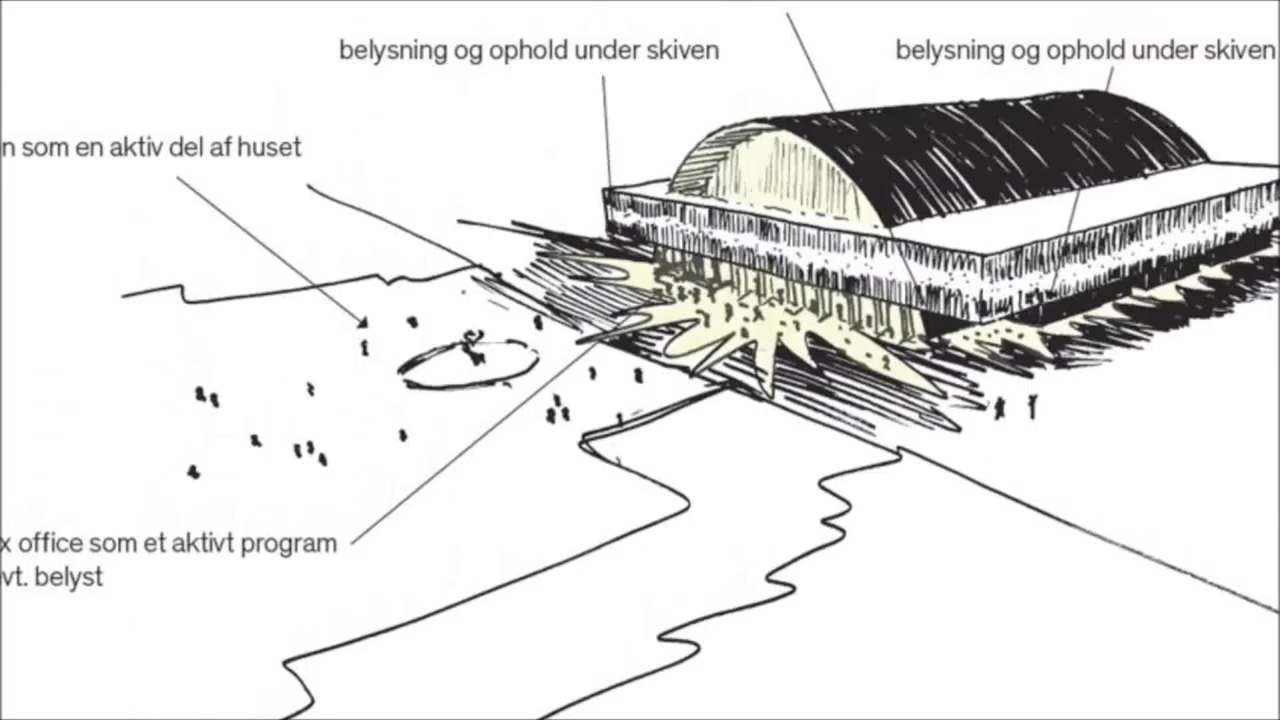 belysning og ophold under skiven
belysning og ophold under skiven
n som en aktiv del af huset
x office som et aktivt program
vt. belyst